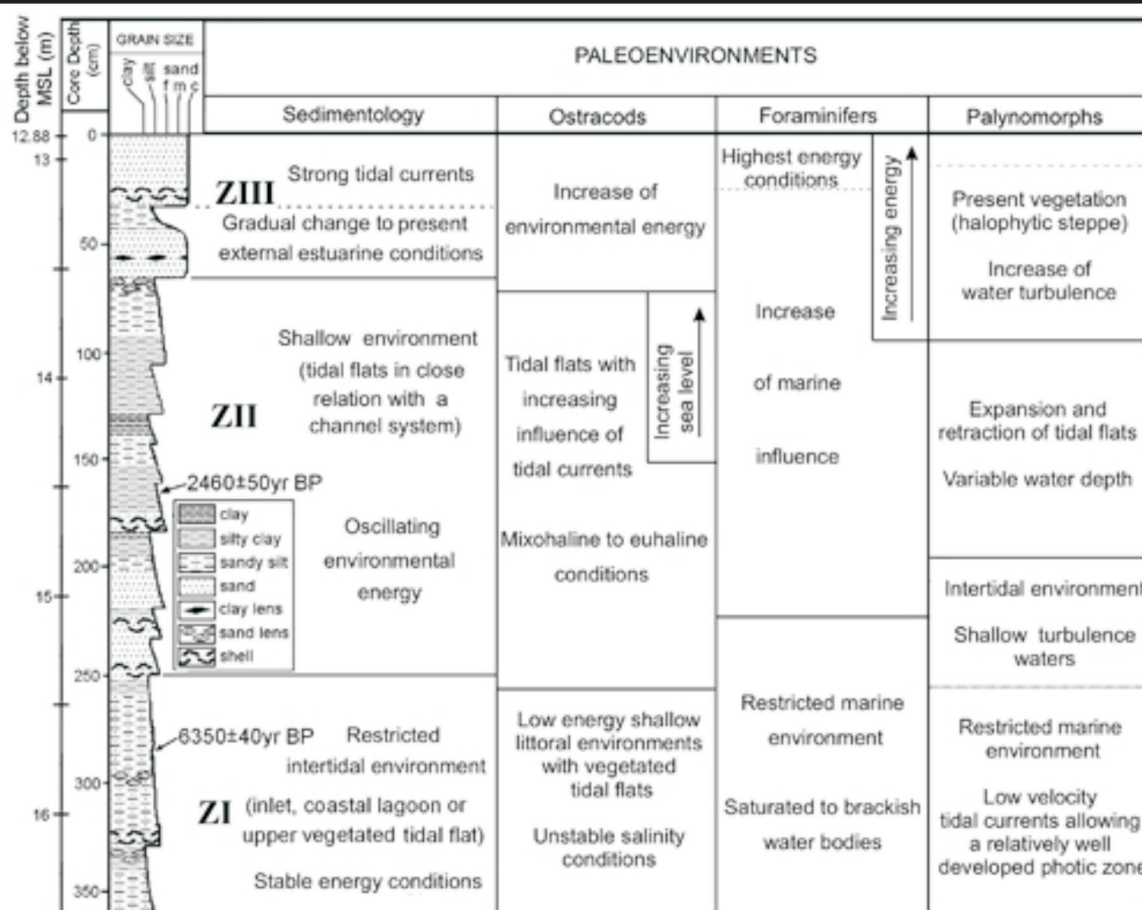 Depth below
MSL (m)
Core Depth
(cm)
GRAIN SIZE
clay
silt
sand
f m c
PALEOENVIRONMENTS
Sedimentology
Ostracods
Foraminifers
Palynomorphs
12.88
13
14
15
16
0
50
100
150
200
250
300
350
ZIII
Strong tidal currents
Gradual change to present
external estuarine conditions
ZII
Shallow environment
(tidal flats in close
relation with a
channel system)
2460±50yr BP
Oscillating
environmental
energy
clay
silty clay
sandy silt
sand
clay lens
sand lens
shell
6350±40yr BP
Restricted
intertidal environment
ZI
(inlet, coastal lagoon or
upper vegetated tidal flat)
Stable energy conditions
Increase of
environmental energy
Tidal flats with
increasing
influence of
tidal currents
Increasing
sea level
Mixohaline to euhaline
conditions
Low energy shallow
littoral environments
with vegetated
tidal flats
Unstable salinity
conditions
Highest energy
conditions
Increasing energy
Increase
of marine
influence
Restricted marine
environment
Saturated to brackish
water bodies
Present vegetation
(halophytic steppe)
Increase of
water turbulence
Expansion and
retraction of tidal flats
Variable water depth
Intertidal environment
Shallow turbulence
waters
Restricted marine
environment
Low velocity
tidal currents allowing
a relatively well
developed photic zone